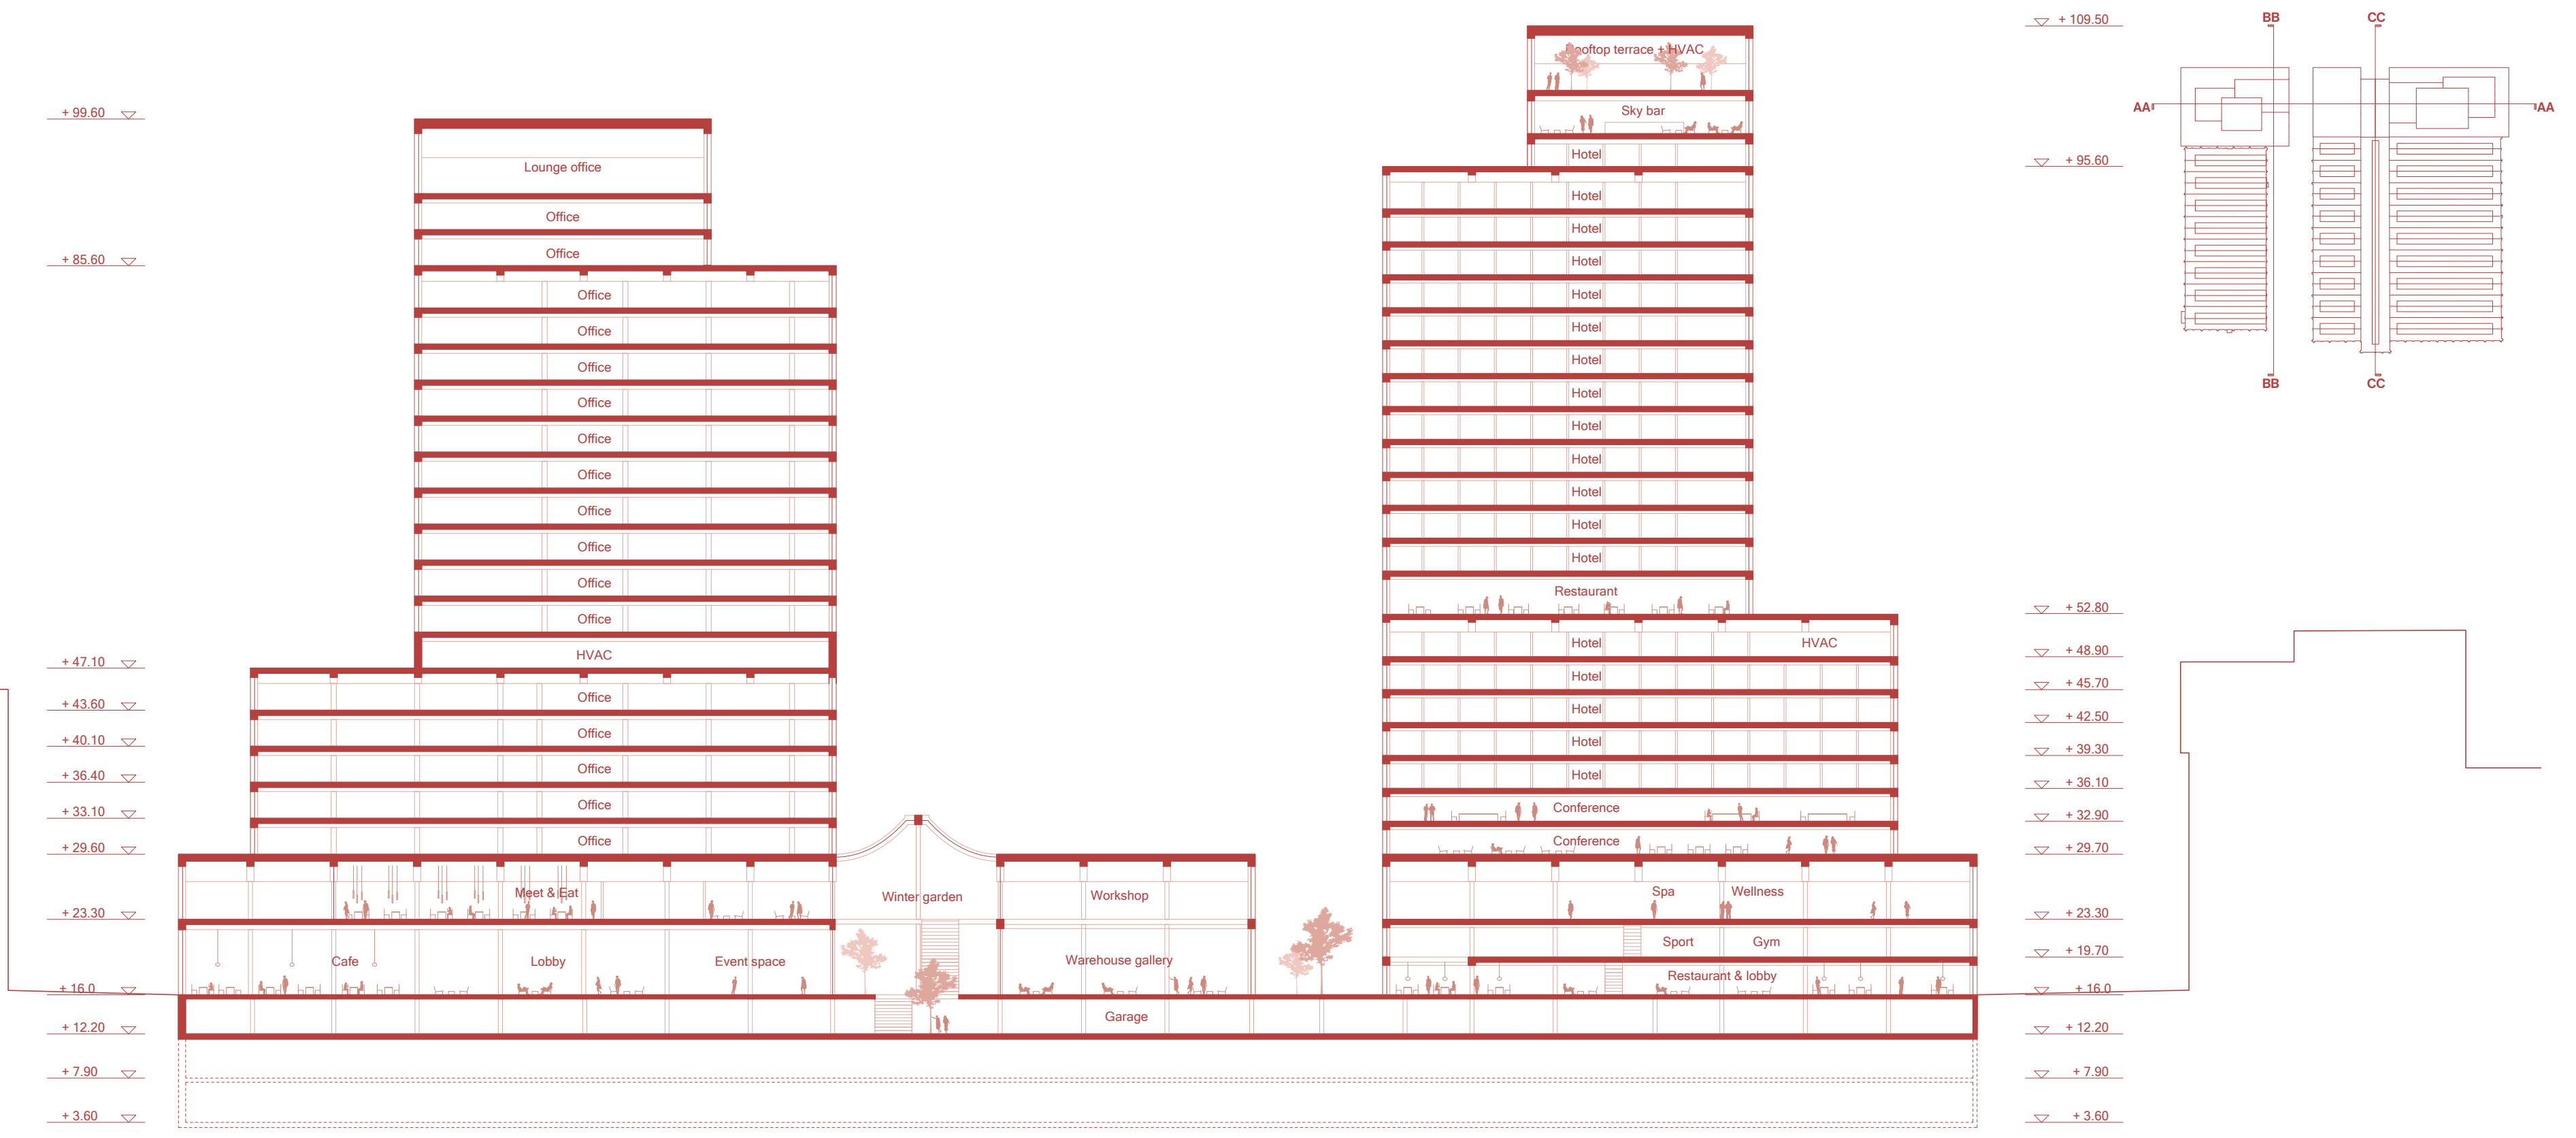 + 109.50
BB
CC
Rooftop terrace + HVAC
AA
AA
+ 99.60
Sky bar
Hotel
+ 95.60
Lounge office
Hotel
Office
Hotel
Office
+ 85.60
Hotel
Office
Hotel
Office
Hotel
Office
Hotel
BB
CC
Office
Hotel
Office
Hotel
Office
Hotel
Office
Hotel
Office
Hotel
Office
Hotel
Office
Restaurant
Office
+ 52.80
HVAC
Hotel
HVAC
+ 47.10
+ 48.90
Office
Hotel
+ 45.70
+ 43.60
Office
Hotel
+ 42.50
+ 40.10
Office
Hotel
+ 39.30
+ 36.40
Office
Hotel
+ 36.10
+ 33.10
Office
Conference
+ 32.90
+ 29.60
Conference
+ 29.70
Meet & Eat
Winter garden
Workshop
Spa
Wellness
+ 23.30
+ 23.30
Cafe
Lobby
Event space
Warehouse gallery
Sport
Gym
+ 19.70
Restaurant & lobby
+ 16.0
+ 16.0
Garage
+ 12.20
+ 12.20
+ 7.90
+ 7.90
+ 3.60
+ 3.60